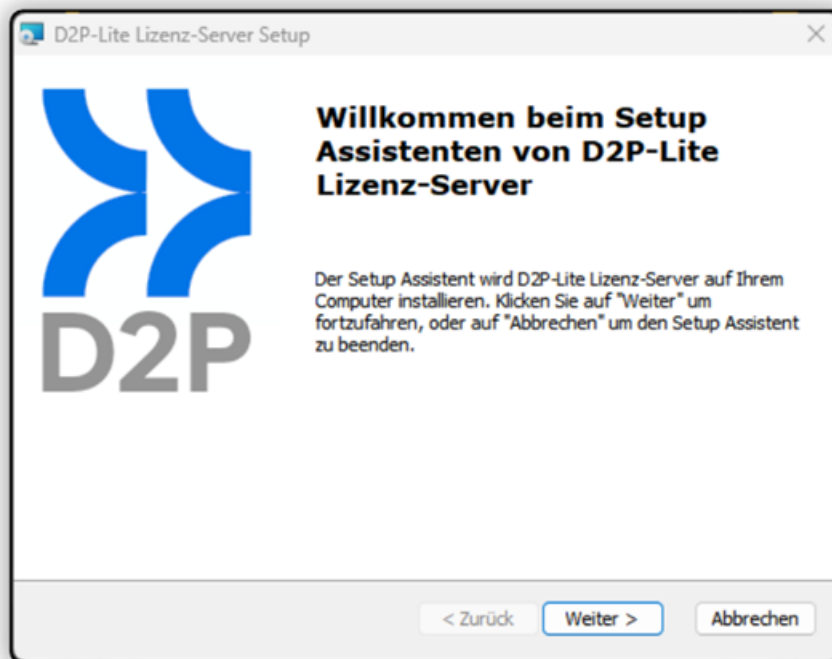 D2P-Lite Lizenz-Server Setup
Willkommen beim Setup
Assistenten von D2P-Lite
Lizenz-Server
Der Setup Assistent wird D2P-Lite Lizenz-Server auf Ihrem
Computer installieren. Klicken Sie auf "Weiter" um
fortzufahren, oder auf "Abbrechen" um den Setup Assistent
zu beenden.
D2P
< Zurück Weiter > Abbrechen